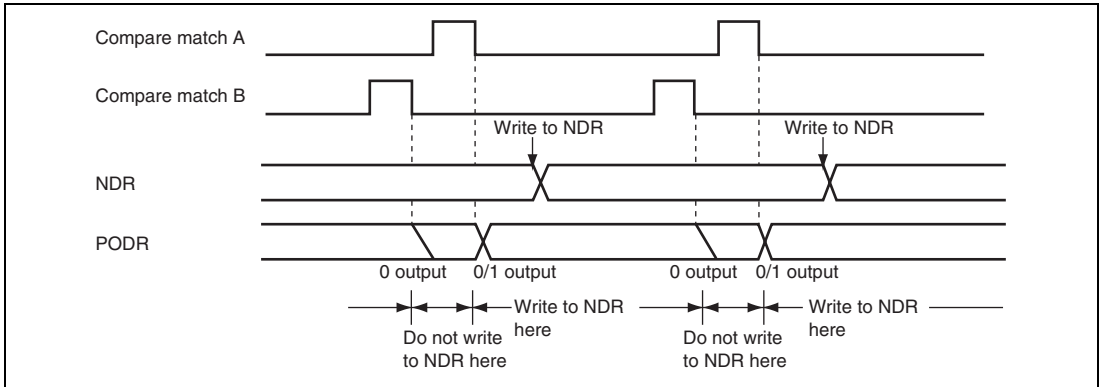 Compare match A
Compare match B
Write to NDR
Write to NDR
NDR
PODR
0 output
0/1 output
0 output
0/1 output
Write to NDR
here
Write to NDR
here
Do not write
to NDR here
Do not write
to NDR here